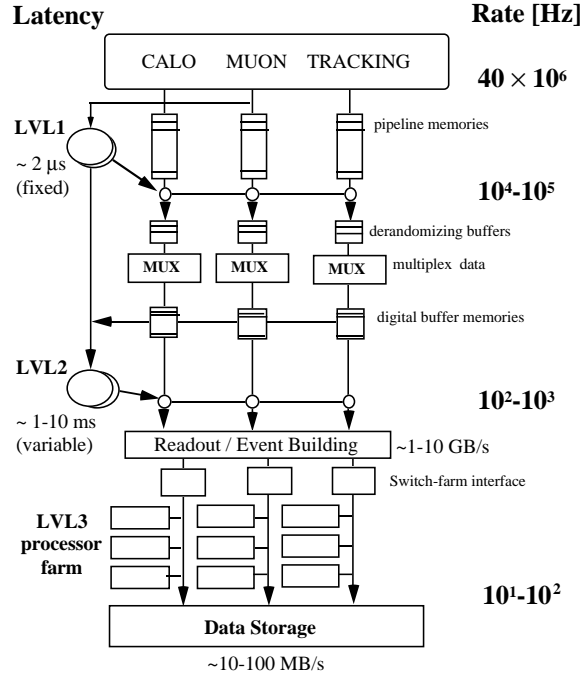 Latency Rate [Hz]
CALO MUON TRACKING
40 × 10⁶
LVL1
pipeline memories
~ 2 µs
(fixed)
10⁴-10⁵
derandomizing buffers
MUX MUX MUX multiplex data
digital buffer memories
LVL2
10²-10³
~ 1-10 ms
(variable)
Readout / Event Building ~1-10 GB/s
Switch-farm interface
LVL3
processor
farm
10¹-10²
Data Storage
~10-100 MB/s